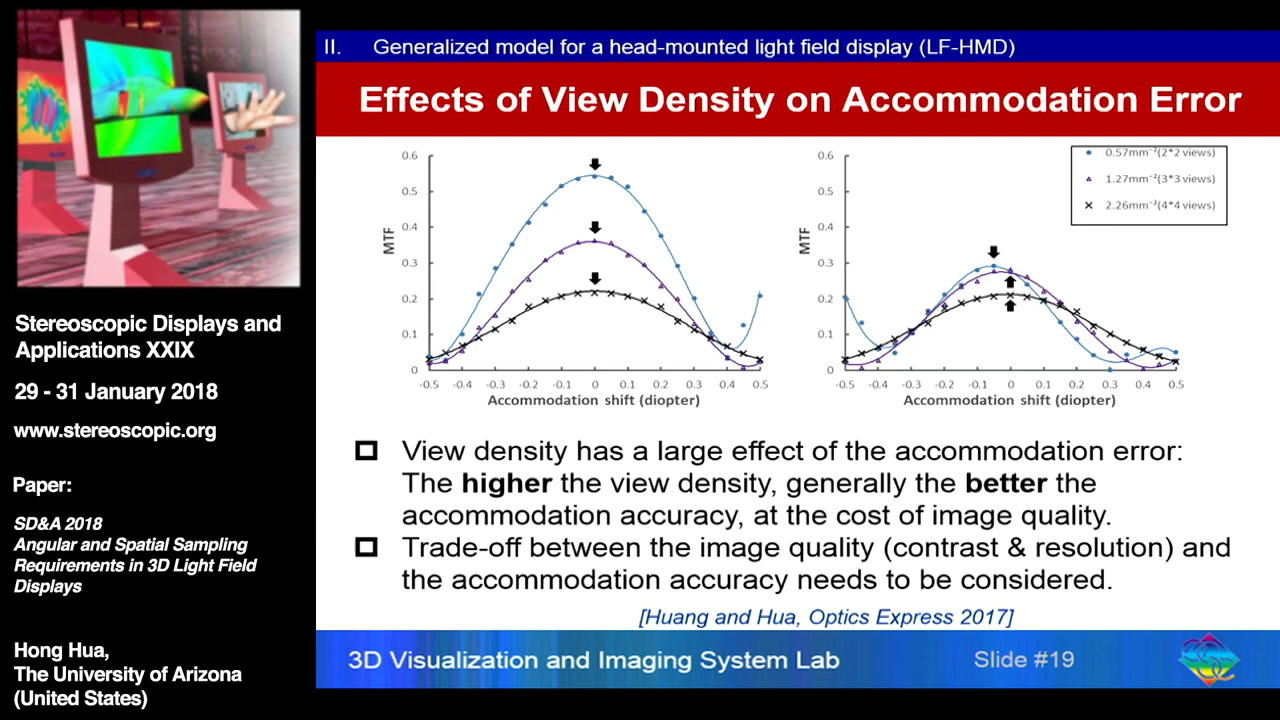 II. Generalized model for a head-mounted light field display (LF-HMD)
Effects of View Density on Accommodation Error
0.6
0.5
0.4
0.3
0.2
0.1
0
MTF
-0.5 -0.4 -0.3 -0.2 -0.1 0 0.1 0.2 0.3 0.4 0.5
Accommodation shift (diopter)
0.6
0.5
0.4
0.3
0.2
0.1
0
MTF
-0.5 -0.4 -0.3 -0.2 -0.1 0 0.1 0.2 0.3 0.4 0.5
Accommodation shift (diopter)
0.57mm⁻²(2*2 views)
1.27mm⁻²(3*3 views)
2.26mm⁻²(4*4 views)
View density has a large effect of the accommodation error:
The higher the view density, generally the better the
accommodation accuracy, at the cost of image quality.
Trade-off between the image quality (contrast & resolution) and
the accommodation accuracy needs to be considered.
[Huang and Hua, Optics Express 2017]
3D Visualization and Imaging System Lab
Slide #19
Stereoscopic Displays and
Applications XXIX
29 - 31 January 2018
www.stereoscopic.org
Paper:
SD&A 2018
Angular and Spatial Sampling
Requirements in 3D Light Field
Displays
Hong Hua,
The University of Arizona
(United States)